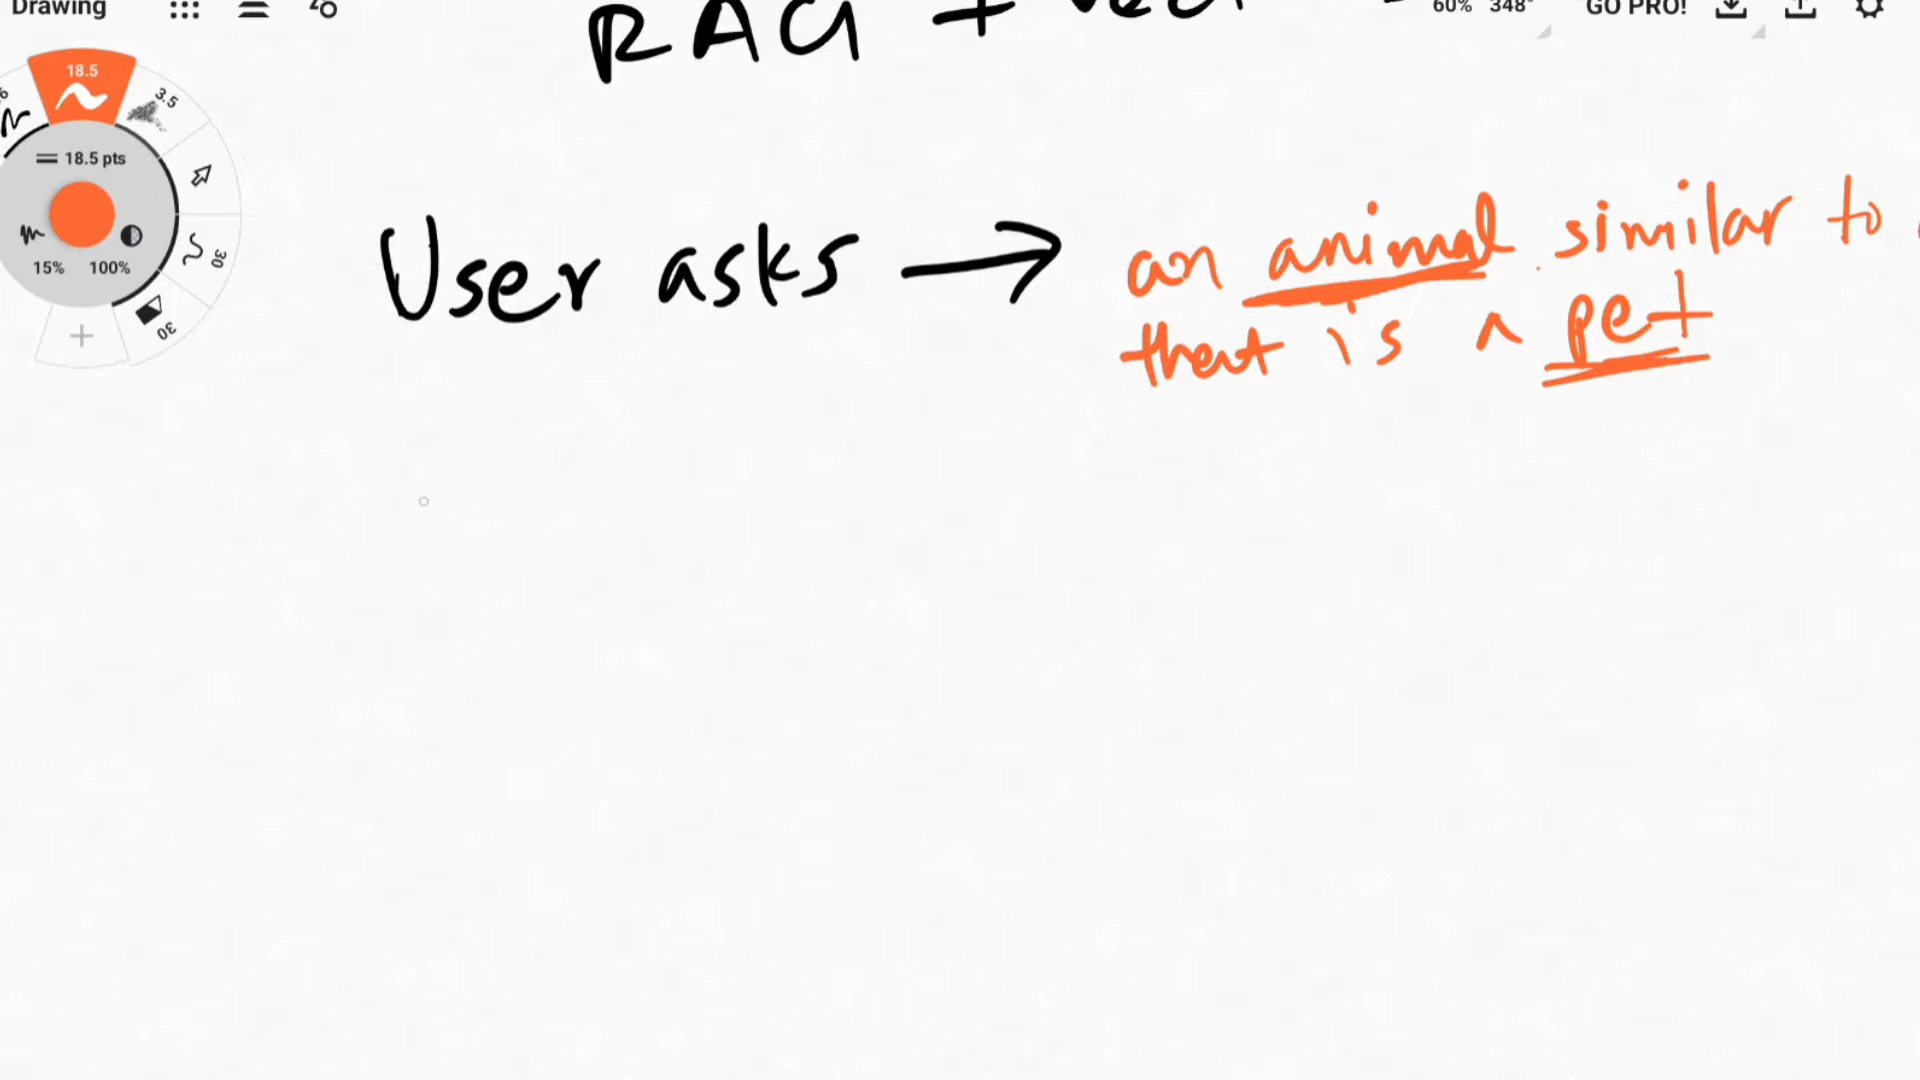 Drawing
60% 348° GO PRO!
RAG +
18.5
3.5
18.5 pts
15% 100%
30
30
User asks → an animal similar to
that is a pet